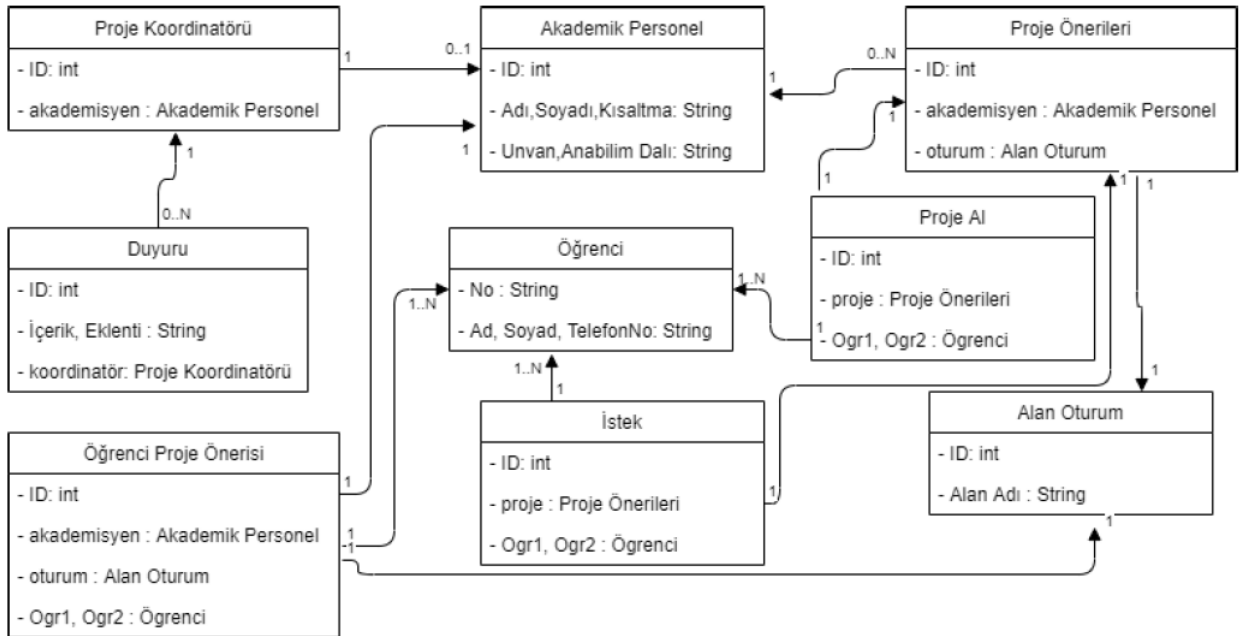 Proje Koordinatörü
- ID: int
- akademisyen : Akademik Personel
1
0..1
Akademik Personel
- ID: int
- Adı,Soyadı,Kısaltma: String
- Unvan,Anabilim Dalı: String
1
0..N
1
Proje Önerileri
- ID: int
- akademisyen : Akademik Personel
- oturum : Alan Oturum
1
1
1
1
1
0..N
Duyuru
- ID: int
- İçerik, Eklenti : String
- koordinatör: Proje Koordinatörü
Öğrenci
- No : String
- Ad, Soyad, TelefonNo: String
1..N
1..N
1..N
1
Proje Al
- ID: int
- proje : Proje Önerileri
- Ogr1, Ogr2 : Ögrenci
1
İstek
- ID: int
- proje : Proje Önerileri
- Ogr1, Ogr2 : Ögrenci
1
1
Alan Oturum
- ID: int
- Alan Adı : String
1
Öğrenci Proje Önerisi
- ID: int
- akademisyen : Akademik Personel
- oturum : Alan Oturum
- Ogr1, Ogr2 : Ögrenci
1
1
1